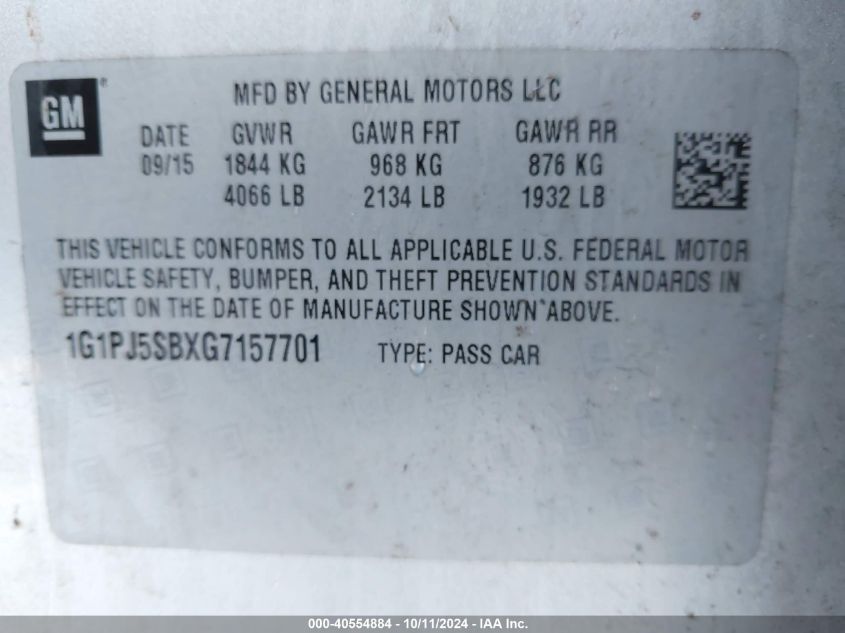 GM®
MFD BY GENERAL MOTORS LLC
DATE GVWR GAWR FRT GAWR RR
09/15 1844 KG 968 KG 876 KG
4066 LB 2134 LB 1932 LB
THIS VEHICLE CONFORMS TO ALL APPLICABLE U.S. FEDERAL MOTOR
VEHICLE SAFETY, BUMPER, AND THEFT PREVENTION STANDARDS IN
EFFECT ON THE DATE OF MANUFACTURE SHOWN ABOVE.
1G1PJ5SBXG7157701 TYPE: PASS CAR
000-40554884 - 10/11/2024 - IAA Inc.